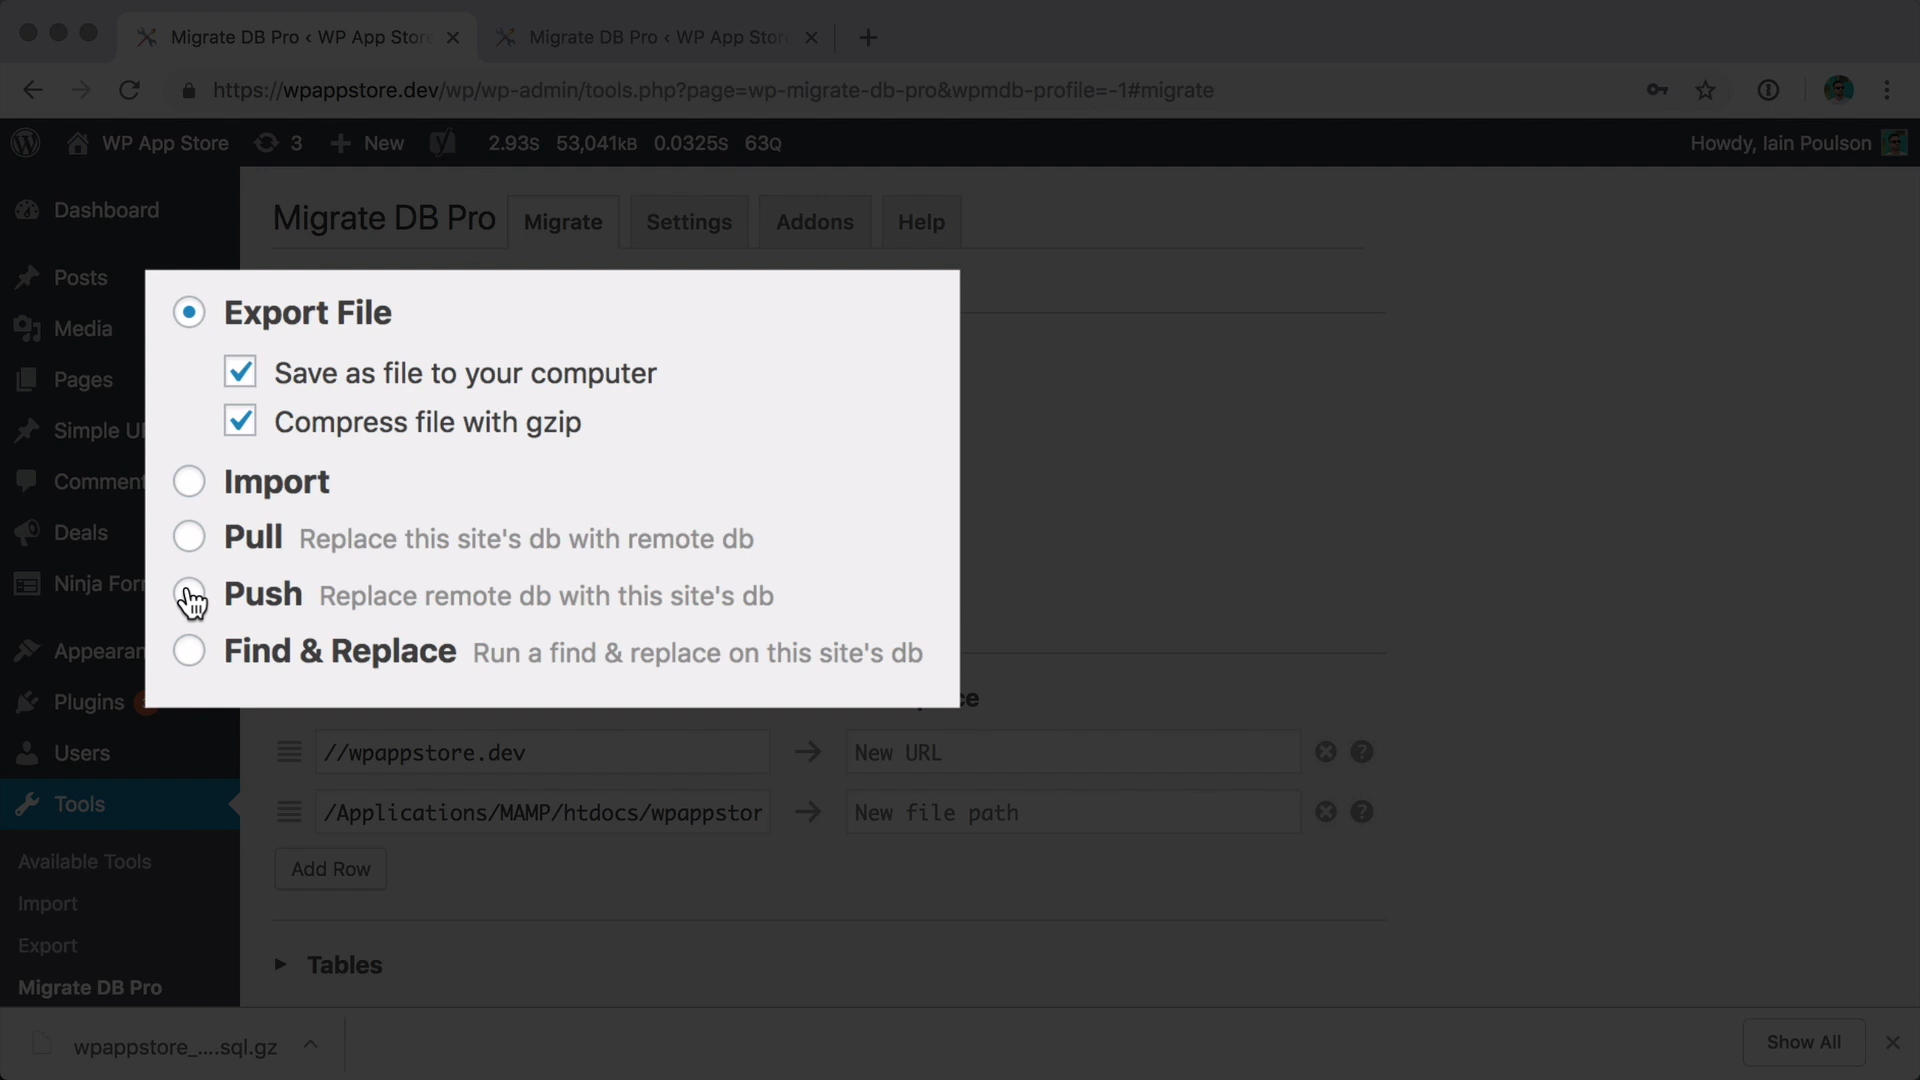 Migrate DB Pro ‹ WP App Store
Migrate DB Pro ‹ WP App Stor
https://wpappstore.dev/wp/wp-admin/tools.php?page=wp-migrate-db-pro&wpmdb-profile=-1#migrate
WP App Store
3
New
2.93s 53,041kB 0.0325s 63Q
Howdy, Iain Poulson
Dashboard
Posts
Media
Pages
Simple U
Commen
Deals
Ninja For
Appearan
Plugins
Users
Tools
Available Tools
Import
Export
Migrate DB Pro
Migrate DB Pro
Migrate
Settings
Addons
Help
Export File
Save as file to your computer
Compress file with gzip
Import
Pull Replace this site's db with remote db
Push Replace remote db with this site's db
Find & Replace Run a find & replace on this site's db
ce
//wpappstore.dev
New URL
/Applications/MAMP/htdocs/wpappstor
New file path
Add Row
Tables
wpappstore_....sql.gz
Show All